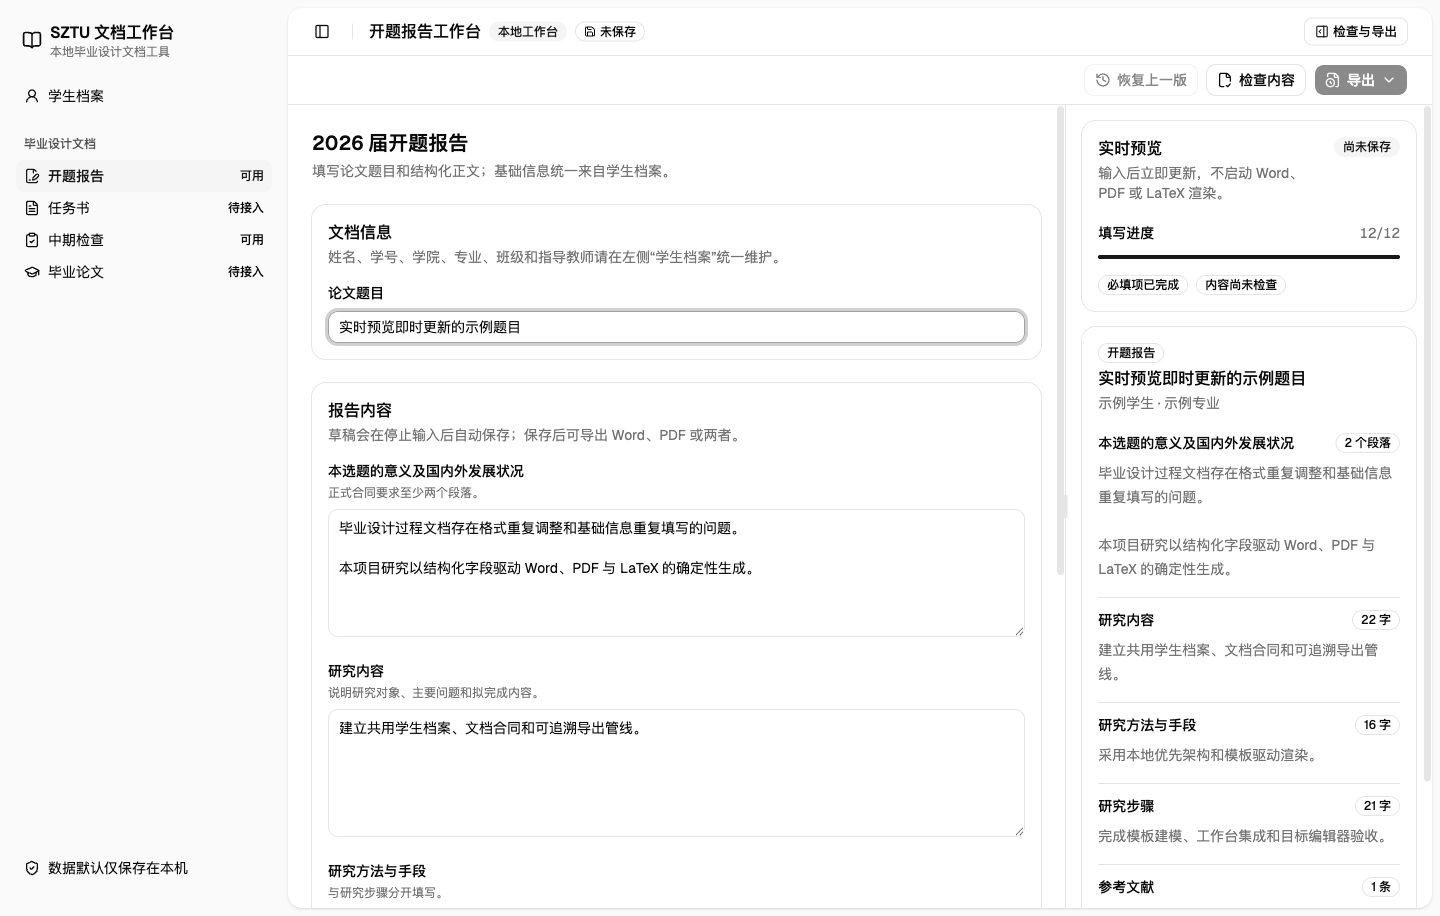 SZTU 文档工作台
本地毕业设计文档工具
学生档案
毕业设计文档
开题报告 可用
任务书 待接入
中期检查 可用
毕业论文 待接入
数据默认仅保存在本机
开题报告工作台 本地工作台 未保存 检查与导出
恢复上一版 检查内容 导出
2026 届开题报告
填写论文题目和结构化正文；基础信息统一来自学生档案。
文档信息
姓名、学号、学院、专业、班级和指导教师请在左侧“学生档案”统一维护。
论文题目
实时预览即时更新的示例题目
报告内容
草稿会在停止输入后自动保存；保存后可导出 Word、PDF 或两者。
本选题的意义及国内外发展状况
正式合同要求至少两个段落。
毕业设计过程文档存在格式重复调整和基础信息重复填写的问题。
本项目研究以结构化字段驱动 Word、PDF 与 LaTeX 的确定性生成。
研究内容
说明研究对象、主要问题和拟完成内容。
建立共用学生档案、文档合同和可追溯导出管线。
研究方法与手段
与研究步骤分开填写。
实时预览 尚未保存
输入后立即更新，不启动 Word、
PDF 或 LaTeX 渲染。
填写进度 12/12
必填项已完成 内容尚未检查
开题报告
实时预览即时更新的示例题目
示例学生 · 示例专业
本选题的意义及国内外发展状况 2 个段落
毕业设计过程文档存在格式重复调整和基础信息
重复填写的问题。
本项目研究以结构化字段驱动 Word、PDF 与
LaTeX 的确定性生成。
研究内容 22 字
建立共用学生档案、文档合同和可追溯导出管
线。
研究方法与手段 16 字
采用本地优先架构和模板驱动渲染。
研究步骤 21 字
完成模板建模、工作台集成和目标编辑器验收。
参考文献 1 条